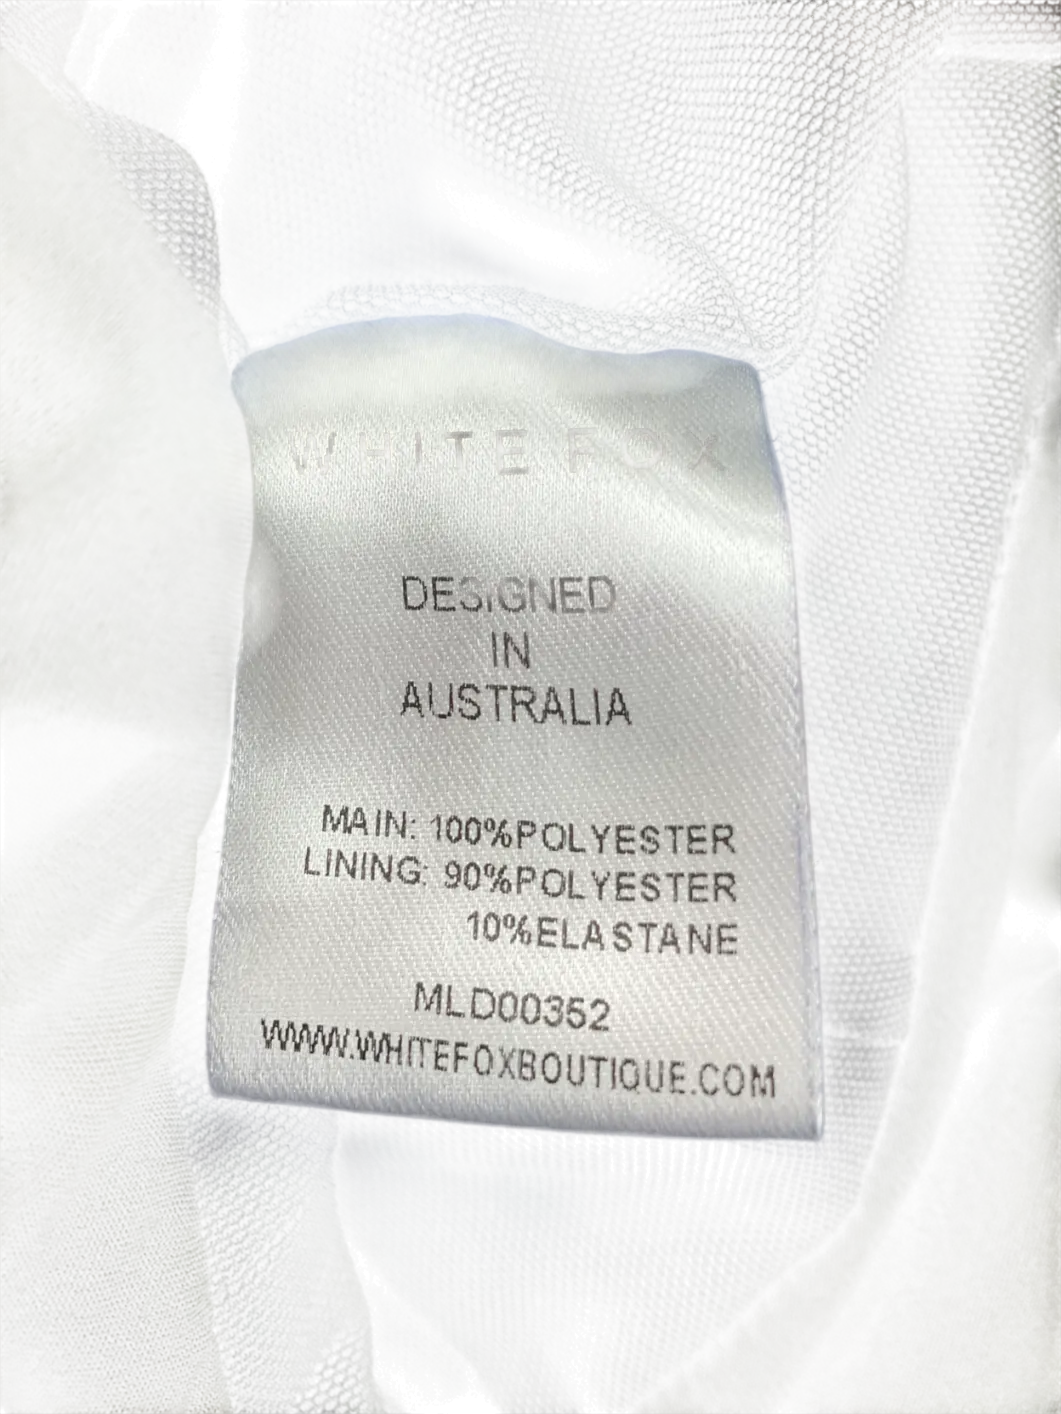 WHITE FOX
DESIGNED
IN
AUSTRALIA
MAIN: 100%POLYESTER
LINING: 90%POLYESTER
10%ELASTANE
MLD00352
WWW.WHITEFOXBOUTIQUE.COM